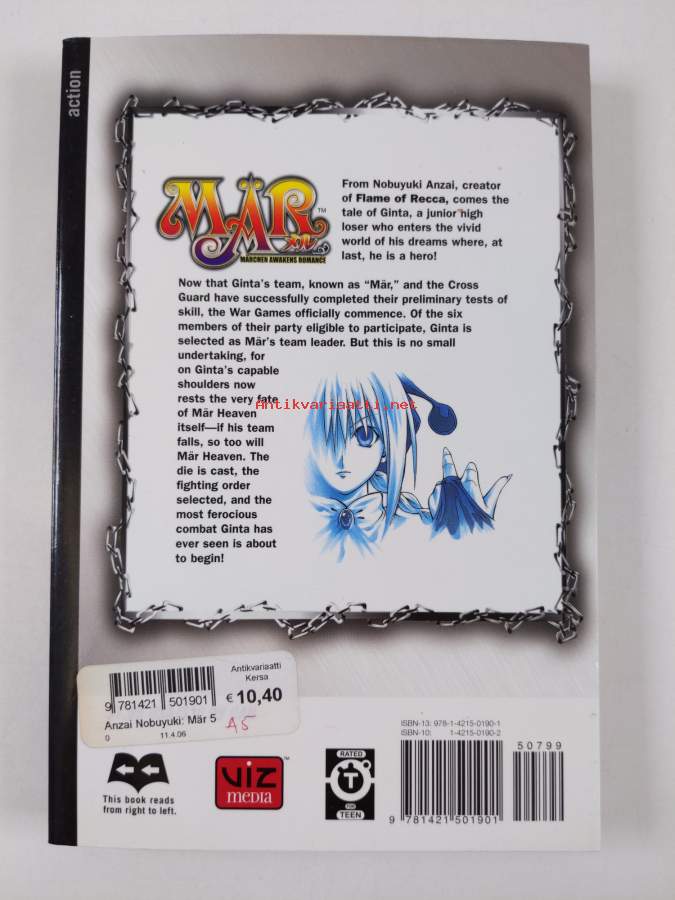 action
MÄR
TM
メル
MÄRCHEN AWAKENS ROMANCE
From Nobuyuki Anzai, creator
of Flame of Recca, comes the
tale of Ginta, a junior high
loser who enters the vivid
world of his dreams where, at
last, he is a hero!
Now that Ginta's team, known as "Mär," and the Cross
Guard have successfully completed their preliminary tests of
skill, the War Games officially commence. Of the six
members of their party eligible to participate, Ginta is
selected as Mär's team leader. But this is no small
undertaking, for
on Ginta's capable
shoulders now
rests the very fate
of Mär Heaven
itself—if his team
falls, so too will
Mär Heaven. The
die is cast, the
fighting order
selected, and the
most ferocious
combat Ginta has
ever seen is about
to begin!
Antikvariaatti.net
Antikvariaatti
Kersa
€ 10,40
9 781421 501901
Anzai Nobuyuki: Mär 5
0 11.4.06
A5
This book reads
from right to left.
VIZ
MEDIA
TM
RATED
T
FOR
TEEN
ISBN-13: 978-1-4215-0190-1
ISBN-10: 1-4215-0190-2
50799
9 781421 501901